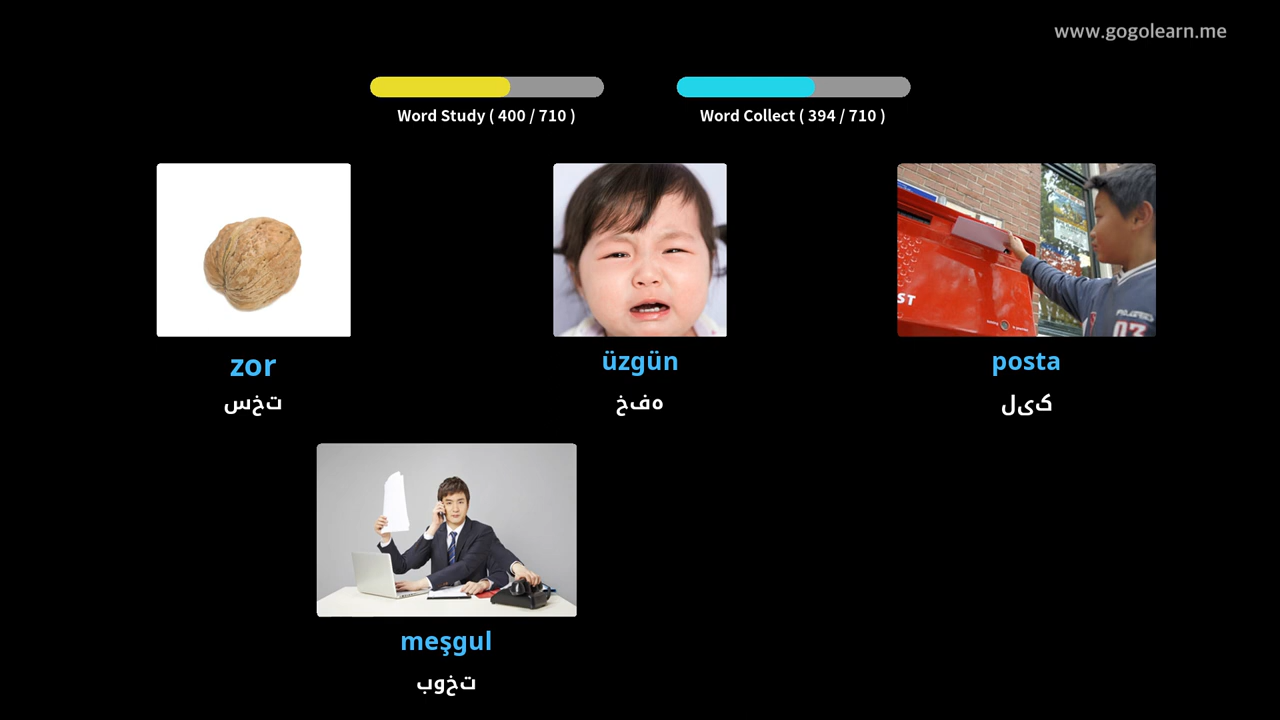 www.gogolearn.me
Word Study ( 400 / 710 )
Word Collect ( 394 / 710 )
zor
üzgün
posta
تخس
هفخ
کیل
meşgul
تخوب